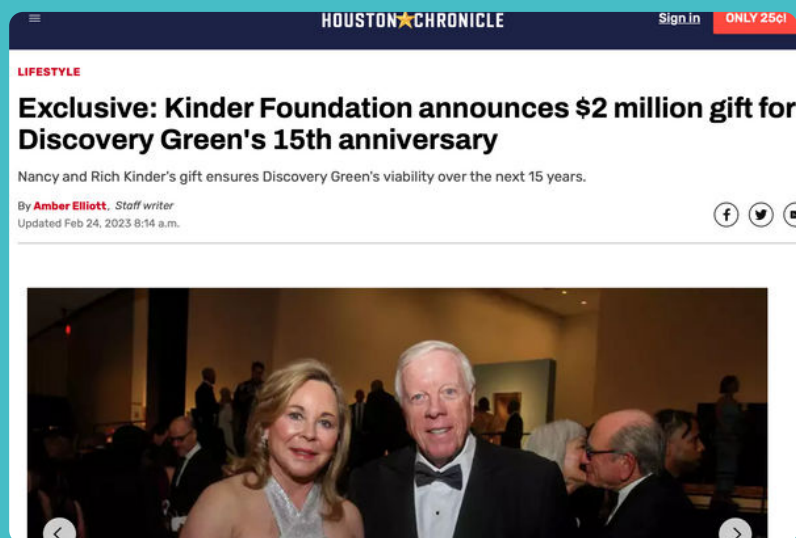 HOUSTON CHRONICLE
Sign in
ONLY 25¢!
LIFESTYLE
Exclusive: Kinder Foundation announces $2 million gift for
Discovery Green's 15th anniversary
Nancy and Rich Kinder's gift ensures Discovery Green's viability over the next 15 years.
By Amber Elliott, Staff writer
Updated Feb 24, 2023 8:14 a.m.